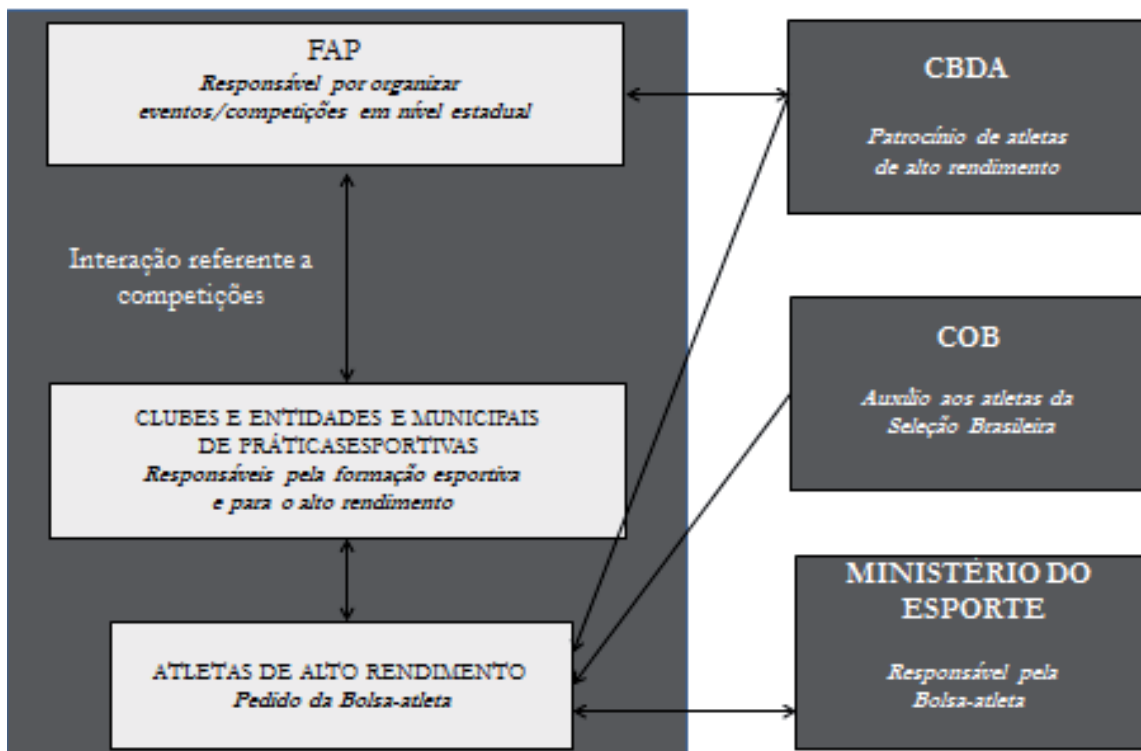 FAP
Responsável por organizar
eventos/competições em nível estadual
Interação referente a
competições
CLUBES E ENTIDADES E MUNICIPAIS
DE PRÁTICASESPORTIVAS
Responsáveis pela formação esportiva
e para o alto rendimento
ATLETAS DE ALTO RENDIMENTO
Pedido da Bolsa-atleta
CBDA
Patrocínio de atletas
de alto rendimento
COB
Auxílio aos atletas da
Seleção Brasileira
MINISTÉRIO DO
ESPORTE
Responsável pela
Bolsa-atleta